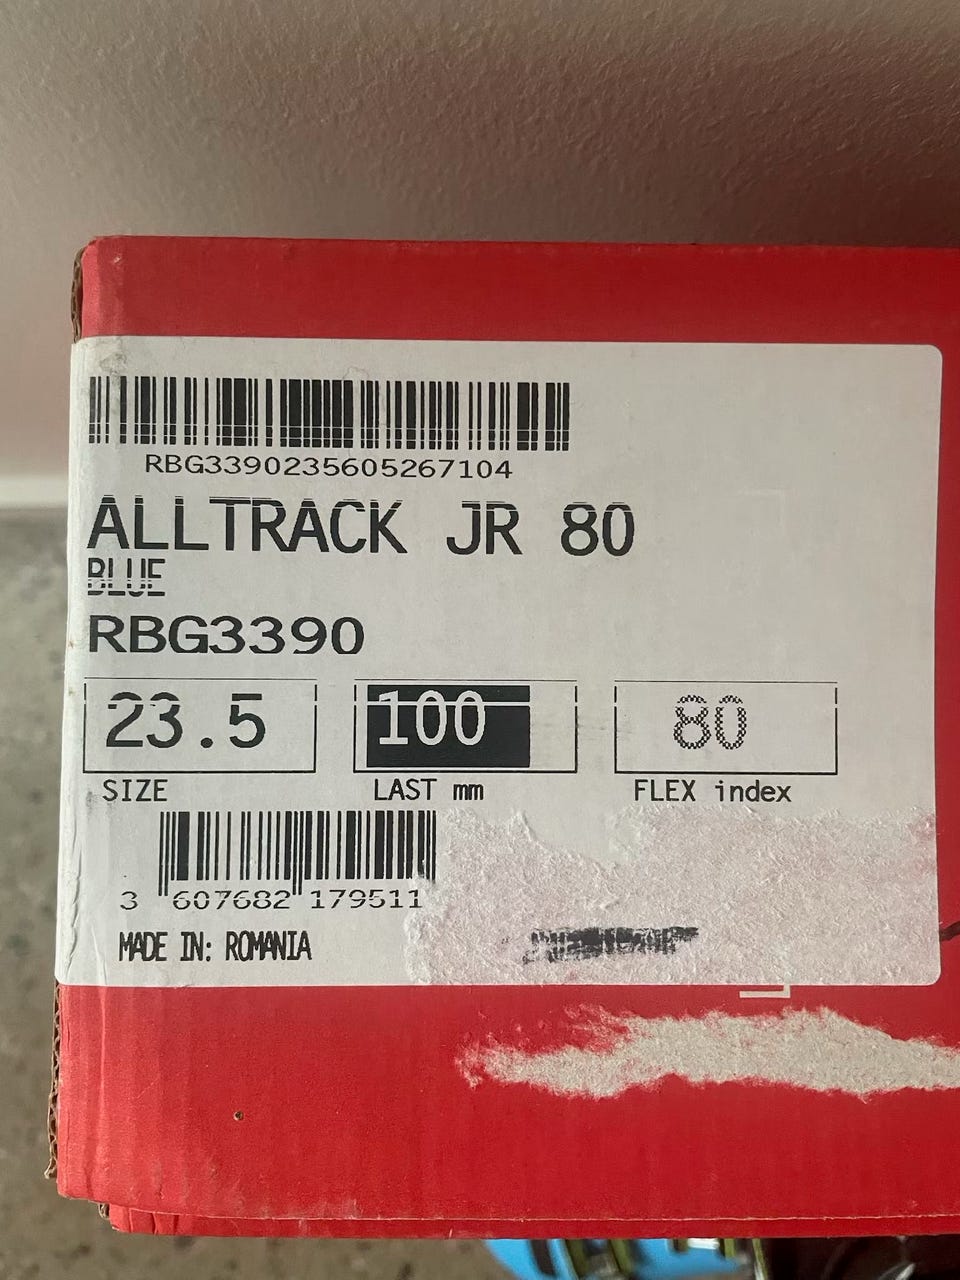 RBG3390235605267104
ALLTRACK JR 80
BLUE
RBG3390
23.5 100 80
SIZE LAST mm FLEX index
3 607682 179511
MADE IN: ROMANIA